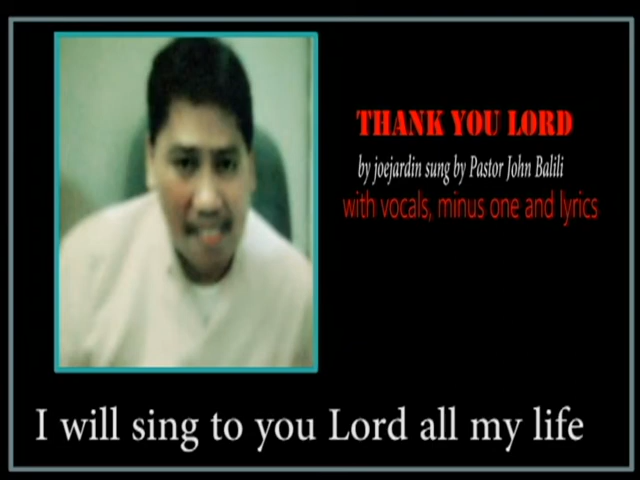 THANK YOU LORD
by joejardin sung by Pastor John Balili
with vocals, minus one and lyrics
I will sing to you Lord all my life